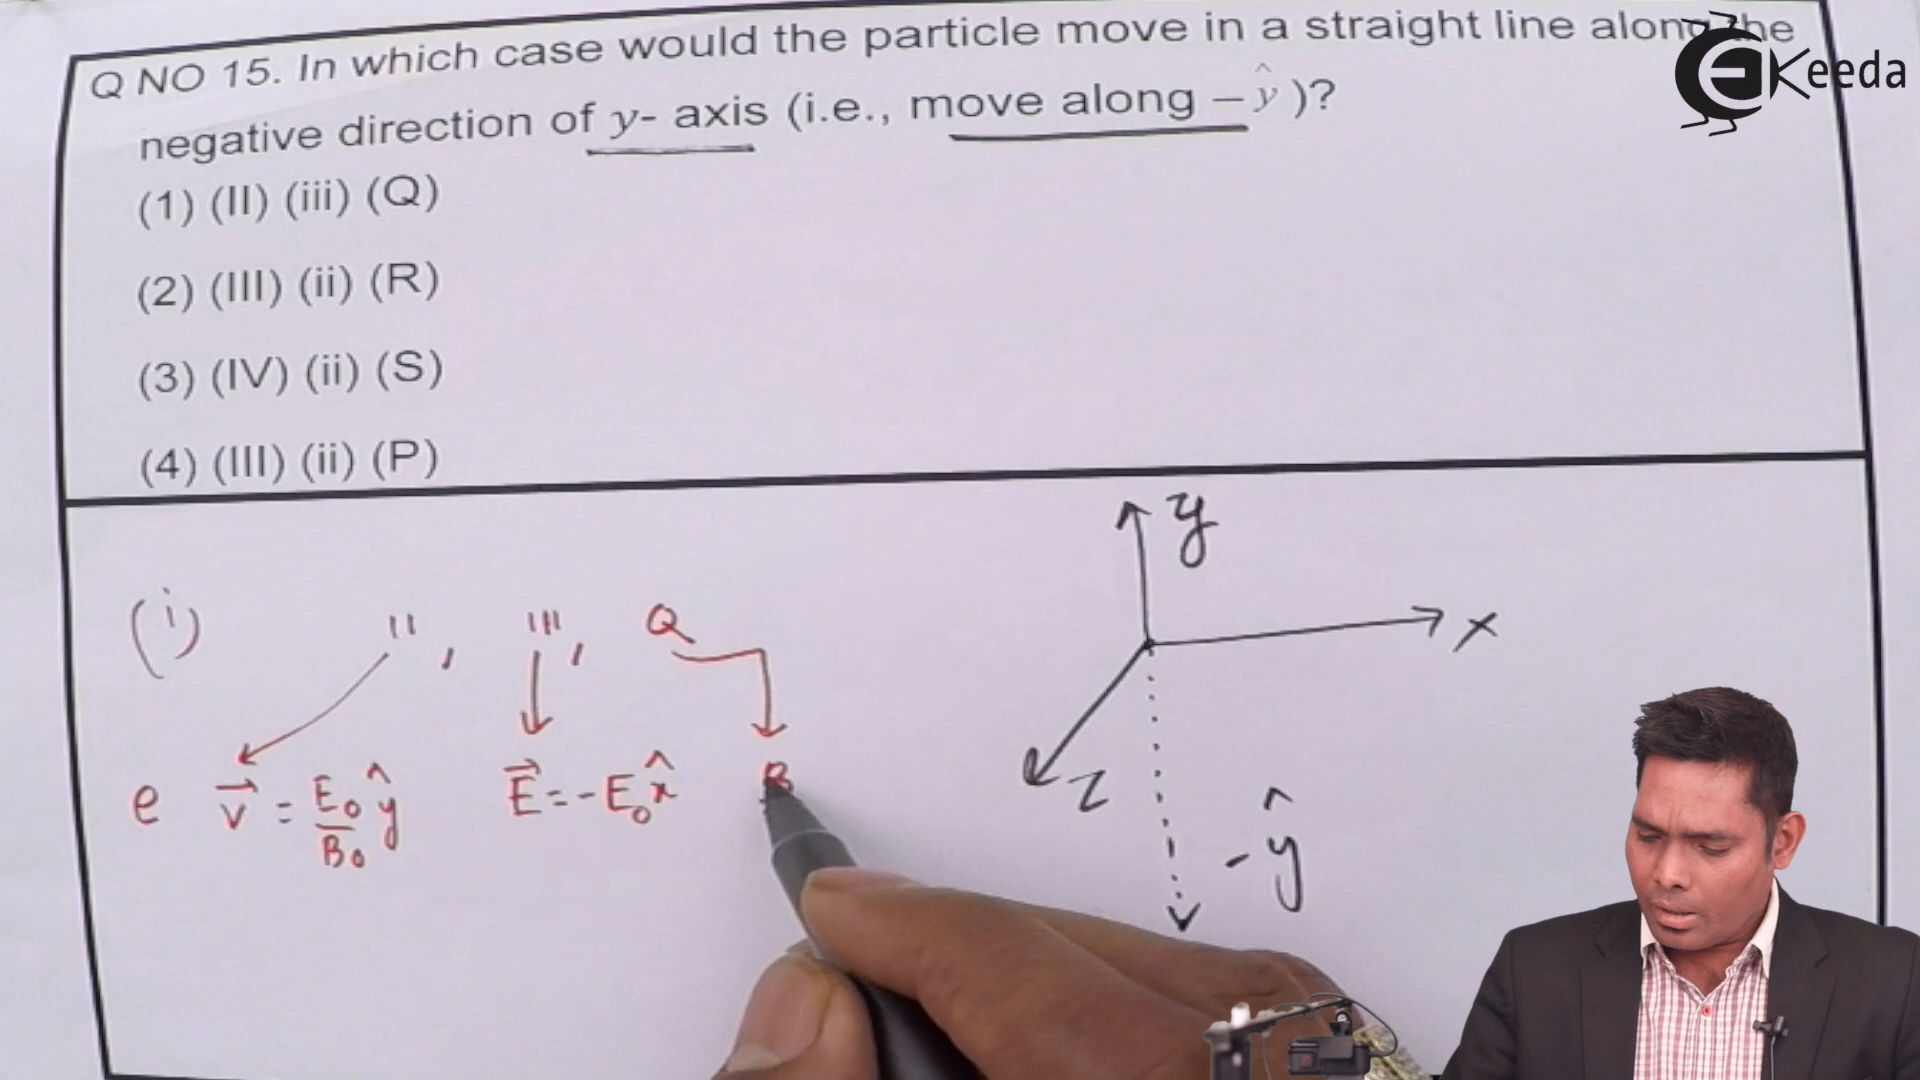 Q NO 15. In which case would the particle move in a straight line along the
negative direction of y- axis (i.e., move along − ŷ )?
(1) (II) (iii) (Q)
(2) (III) (ii) (R)
(3) (IV) (ii) (S)
(4) (III) (ii) (P)
EKeeda
(i) II , III , Q
e v⃗ = E₀/B₀ ŷ E⃗ = -E₀x̂ B
y
x
z
-ŷ